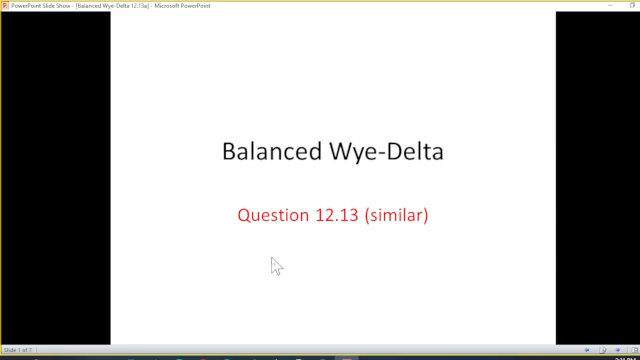 PowerPoint Slide Show - [Balanced Wye-Delta 12.13a] - Microsoft PowerPoint
Balanced Wye-Delta
Question 12.13 (similar)
Slide 1 of 7